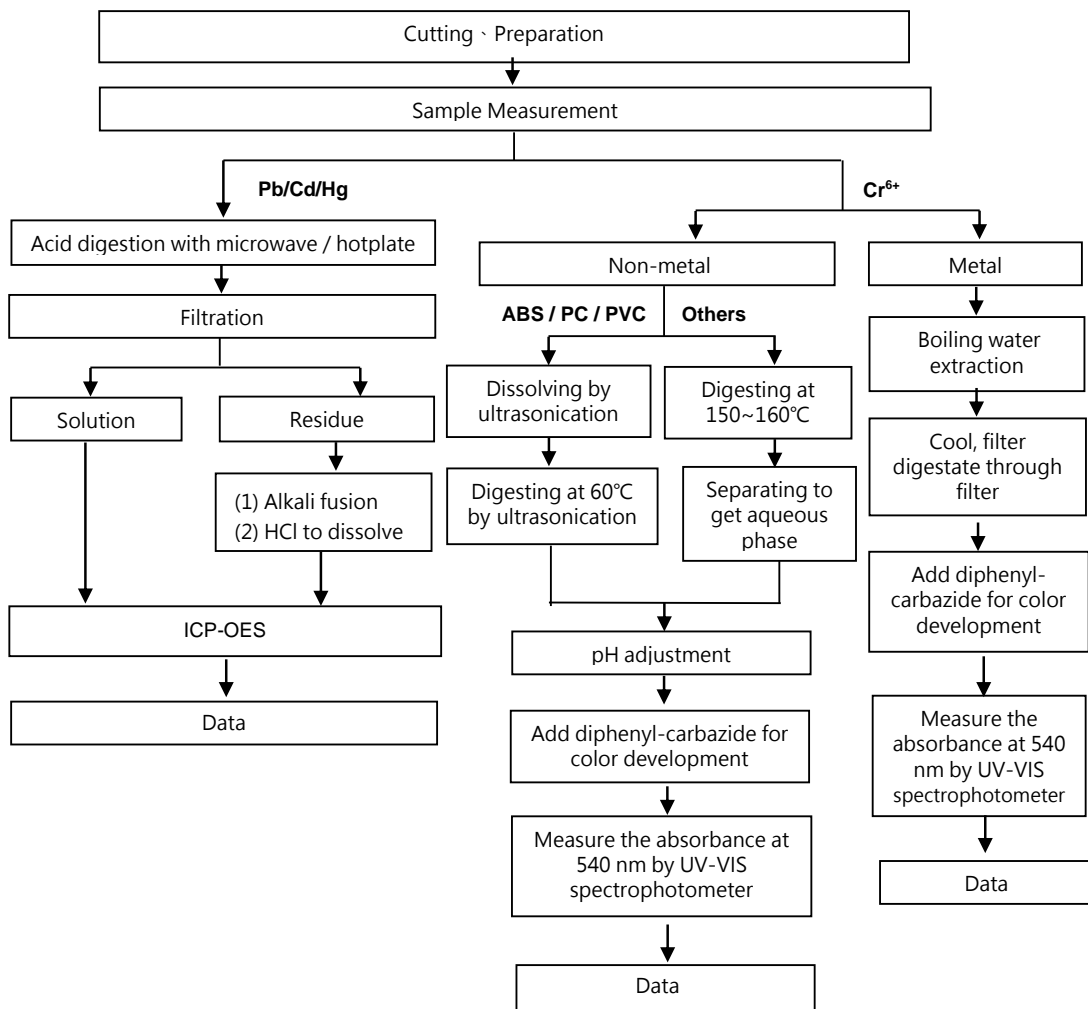 Cutting、Preparation
Sample Measurement
Pb/Cd/Hg
Acid digestion with microwave / hotplate
Filtration
Solution
Residue
(1) Alkali fusion
(2) HCl to dissolve
ICP-OES
Data
Cr⁶⁺
Non-metal
ABS / PC / PVC
Others
Dissolving by
ultrasonication
Digesting at 60℃
by ultrasonication
Digesting at
150~160℃
Separating to
get aqueous
phase
pH adjustment
Add diphenyl-carbazide for
color development
Measure the absorbance at
540 nm by UV-VIS
spectrophotometer
Data
Metal
Boiling water
extraction
Cool, filter
digestate through
filter
Add diphenyl-
carbazide for color
development
Measure the
absorbance at 540
nm by UV-VIS
spectrophotometer
Data